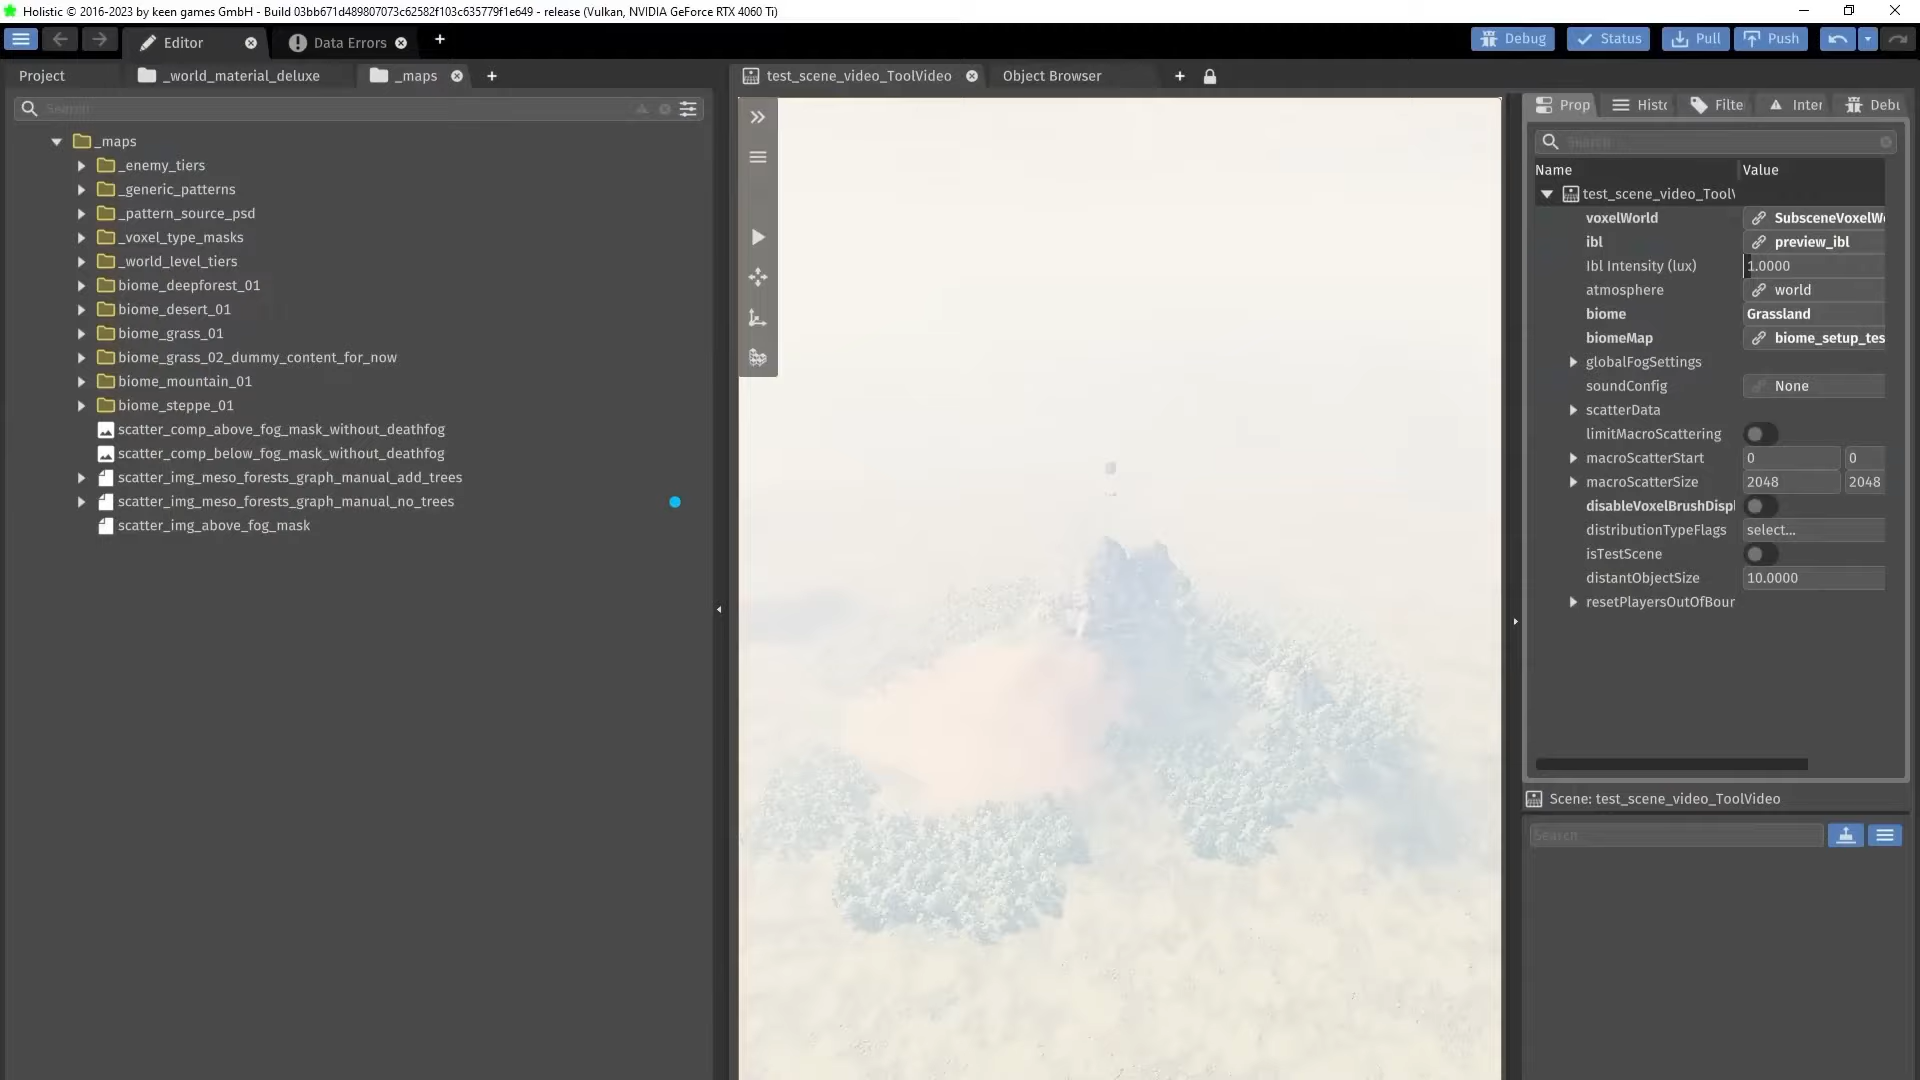 Holistic © 2016-2023 by keen games GmbH - Build 03bb671d489807073c62582f103c635779f1e649 - release (Vulkan, NVIDIA GeForce RTX 4060 Ti)
Editor
Data Errors
Debug
Status
Pull
Push
Project
_world_material_deluxe
_maps
test_scene_video_ToolVideo
Object Browser
Search
_maps
_enemy_tiers
_generic_patterns
_pattern_source_psd
_voxel_type_masks
_world_level_tiers
biome_deepforest_01
biome_desert_01
biome_grass_01
biome_grass_02_dummy_content_for_now
biome_mountain_01
biome_steppe_01
scatter_comp_above_fog_mask_without_deathfog
scatter_comp_below_fog_mask_without_deathfog
scatter_img_meso_forests_graph_manual_add_trees
scatter_img_meso_forests_graph_manual_no_trees
scatter_img_above_fog_mask
Prop
Histo
Filte
Inter
Debu
Search
Name Value
test_scene_video_Tool\
voxelWorld SubsceneVoxelWo
ibl preview_ibl
Ibl Intensity (lux) 1.0000
atmosphere world
biome Grassland
biomeMap biome_setup_tes
globalFogSettings
soundConfig None
scatterData
limitMacroScattering
macroScatterStart 0 0
macroScatterSize 2048 2048
disableVoxelBrushDispl
distributionTypeFlags select...
isTestScene
distantObjectSize 10.0000
resetPlayersOutOfBour
Scene: test_scene_video_ToolVideo
Search